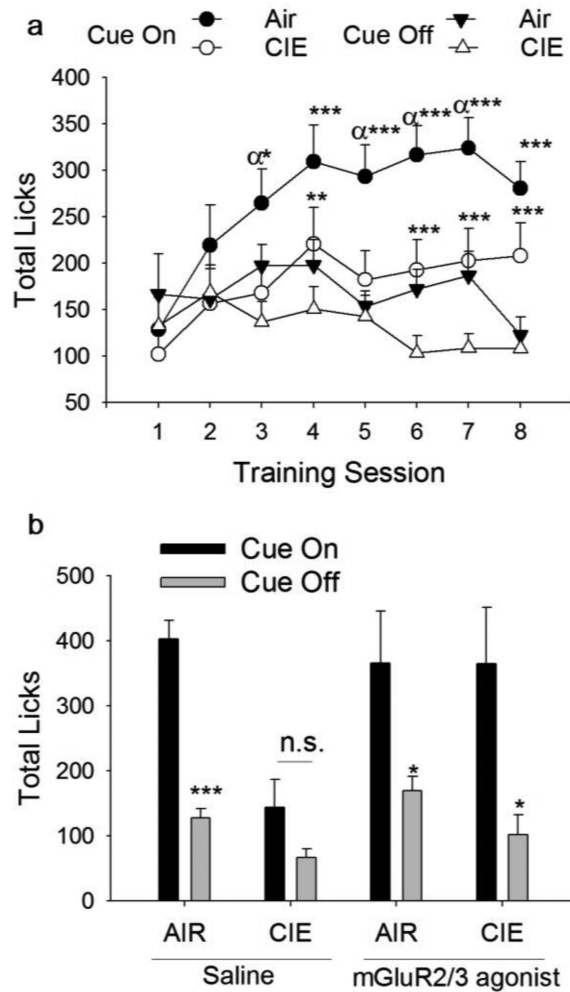 a
Cue On Air Cue Off Air
CIE CIE
400
350
300
250
200
150
100
50
Total Licks
α* *** α*** α*** α*** ***
** *** *** ***
1 2 3 4 5 6 7 8
Training Session
b
Cue On
Cue Off
500
400
300
200
100
0
Total Licks
*** n.s. * *
AIR CIE AIR CIE
Saline mGluR2/3 agonist